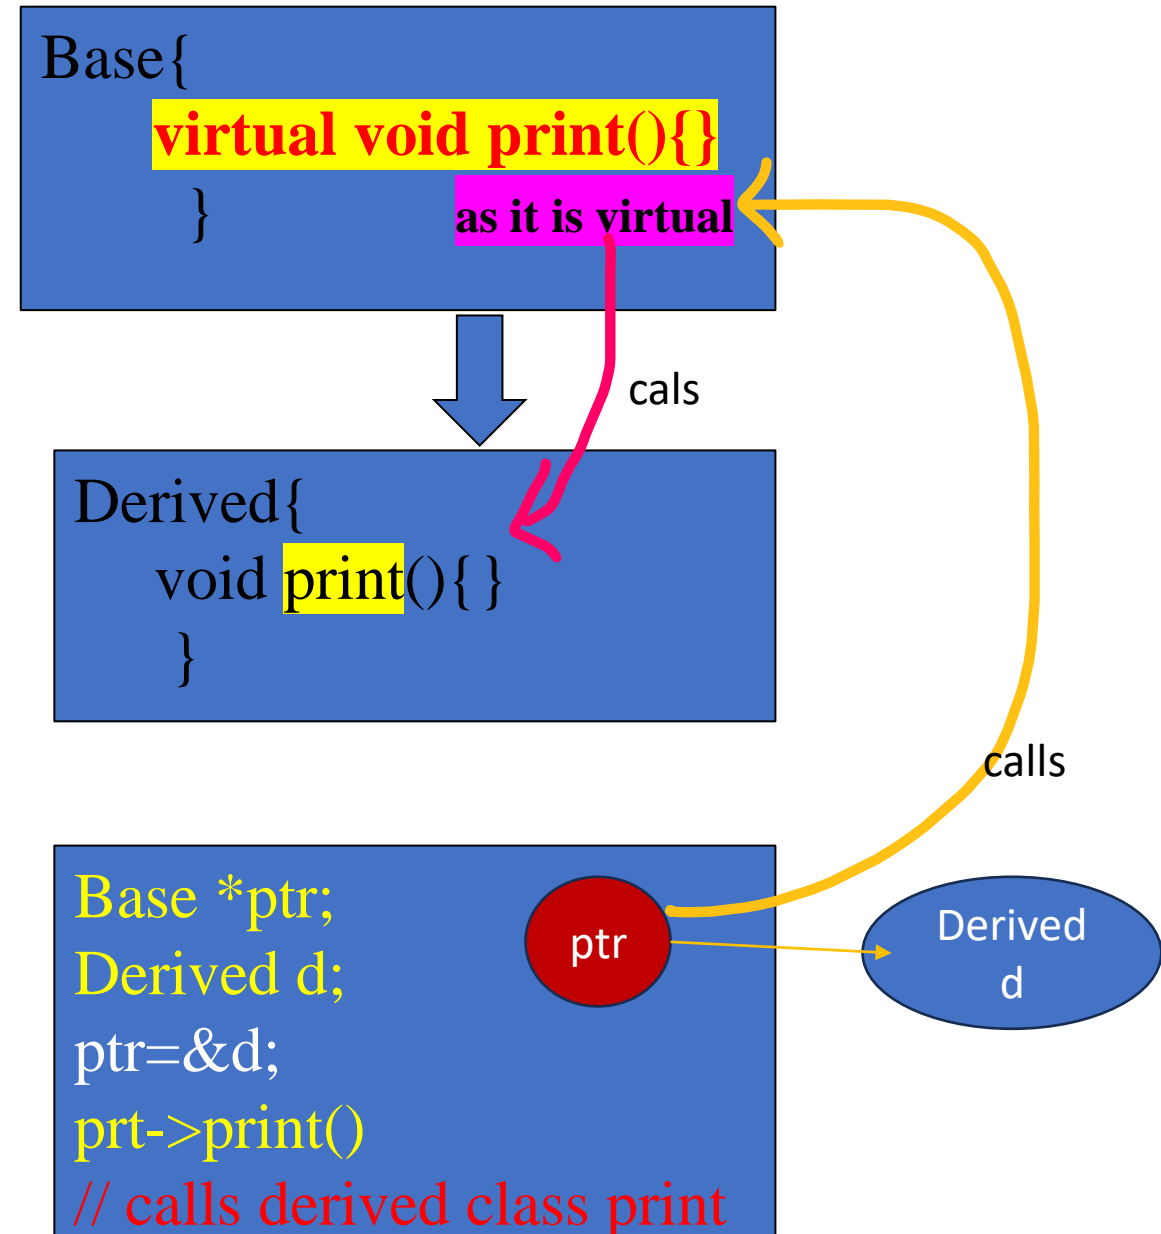 Base{
virtual void print(){}
}
as it is virtual
cals
Derived{
void print(){}
}
calls
Base *ptr;
Derived d;
ptr=&d;
prt->print()
// calls derived class print
ptr
Derived
d